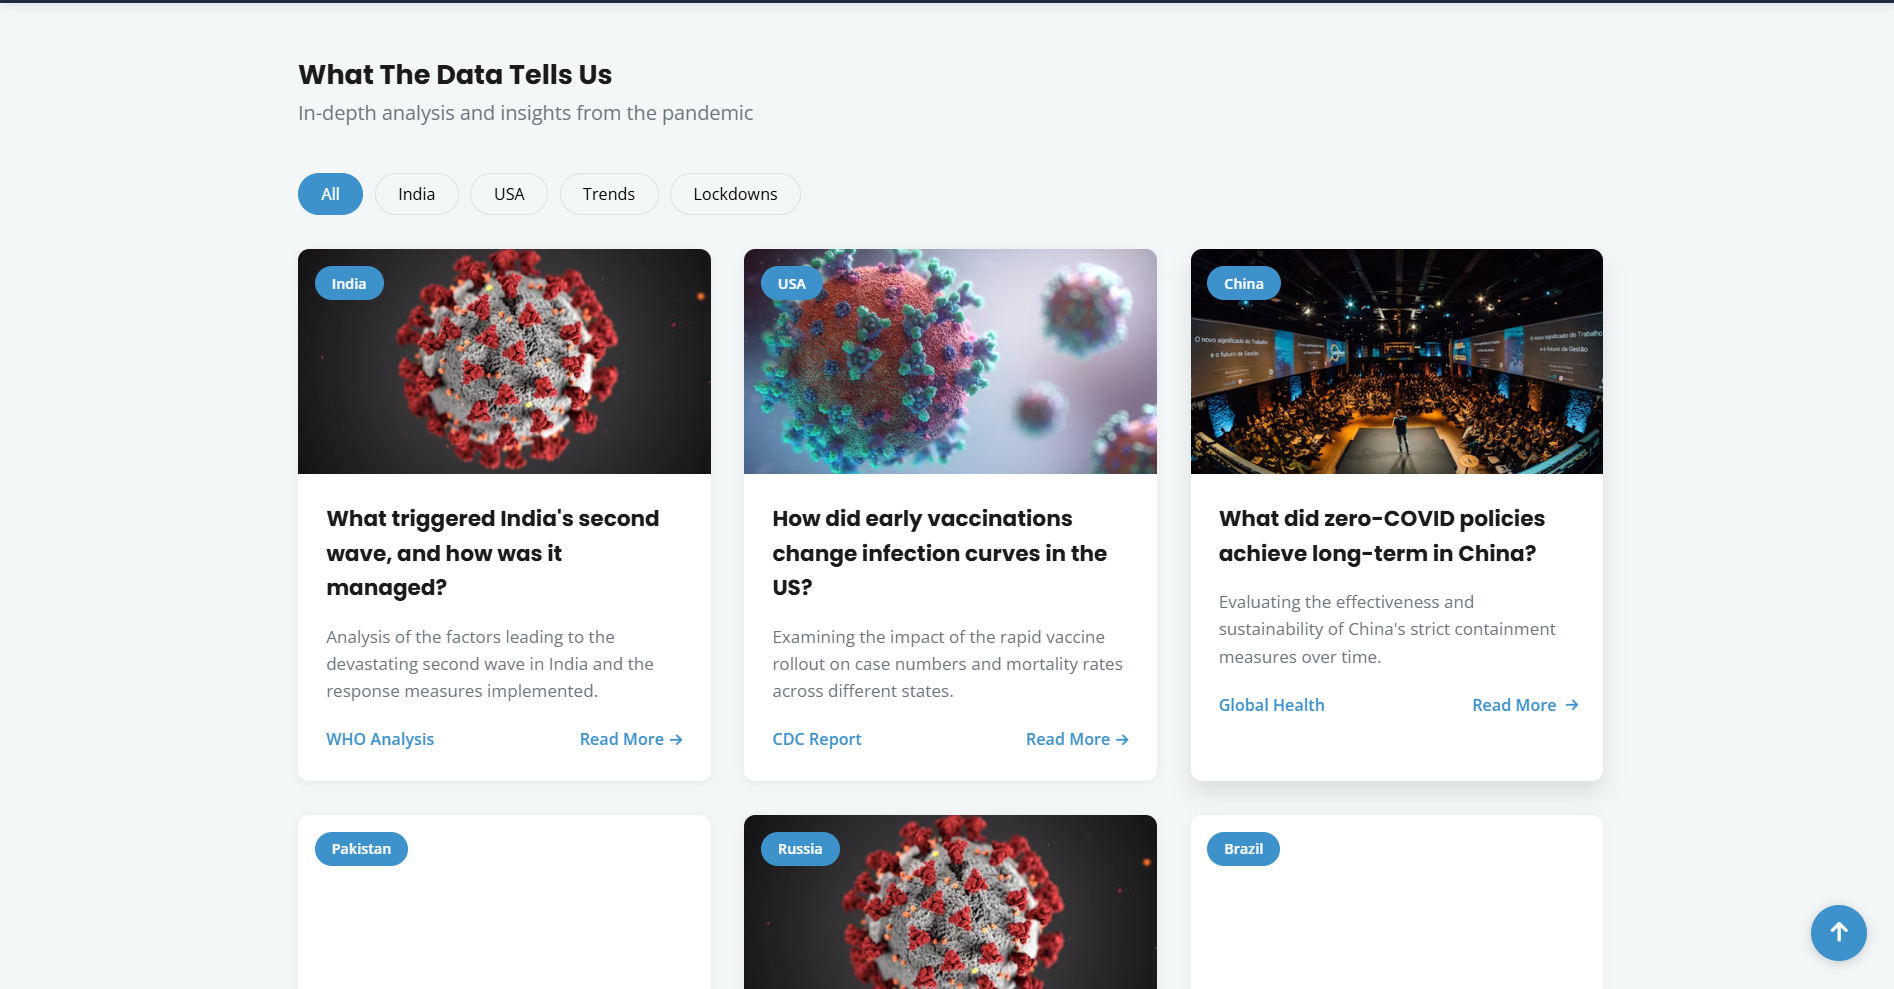 What The Data Tells Us
In-depth analysis and insights from the pandemic
All
India
USA
Trends
Lockdowns
India
What triggered India's second
wave, and how was it
managed?
Analysis of the factors leading to the
devastating second wave in India and the
response measures implemented.
WHO Analysis
Read More →
USA
How did early vaccinations
change infection curves in the
US?
Examining the impact of the rapid vaccine
rollout on case numbers and mortality rates
across different states.
CDC Report
Read More →
China
O novo significado do Trabalho
e o futuro da Gestão
O novo significado do Trabalho
e o futuro da Gestão
What did zero-COVID policies
achieve long-term in China?
Evaluating the effectiveness and
sustainability of China's strict containment
measures over time.
Global Health
Read More →
Pakistan
Russia
Brazil